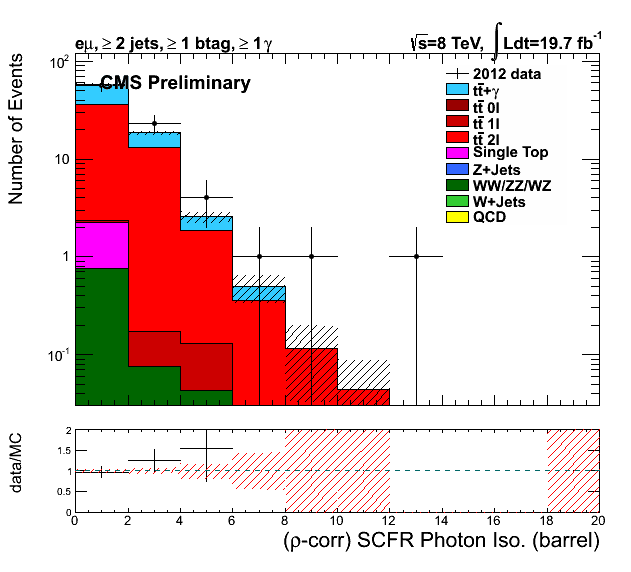 eμ, ≥ 2 jets, ≥ 1 btag, ≥ 1 γ
√s=8 TeV, ∫ Ldt=19.7 fb⁻¹
CMS Preliminary
Number of Events
10²
10
1
10⁻¹
2012 data
tt̄+γ
tt̄ 0l
tt̄ 1l
tt̄ 2l
Single Top
Z+Jets
WW/ZZ/WZ
W+Jets
QCD
data/MC
2
1.5
1
0.5
0
0 2 4 6 8 10 12 14 16 18 20
(ρ-corr) SCFR Photon Iso. (barrel)